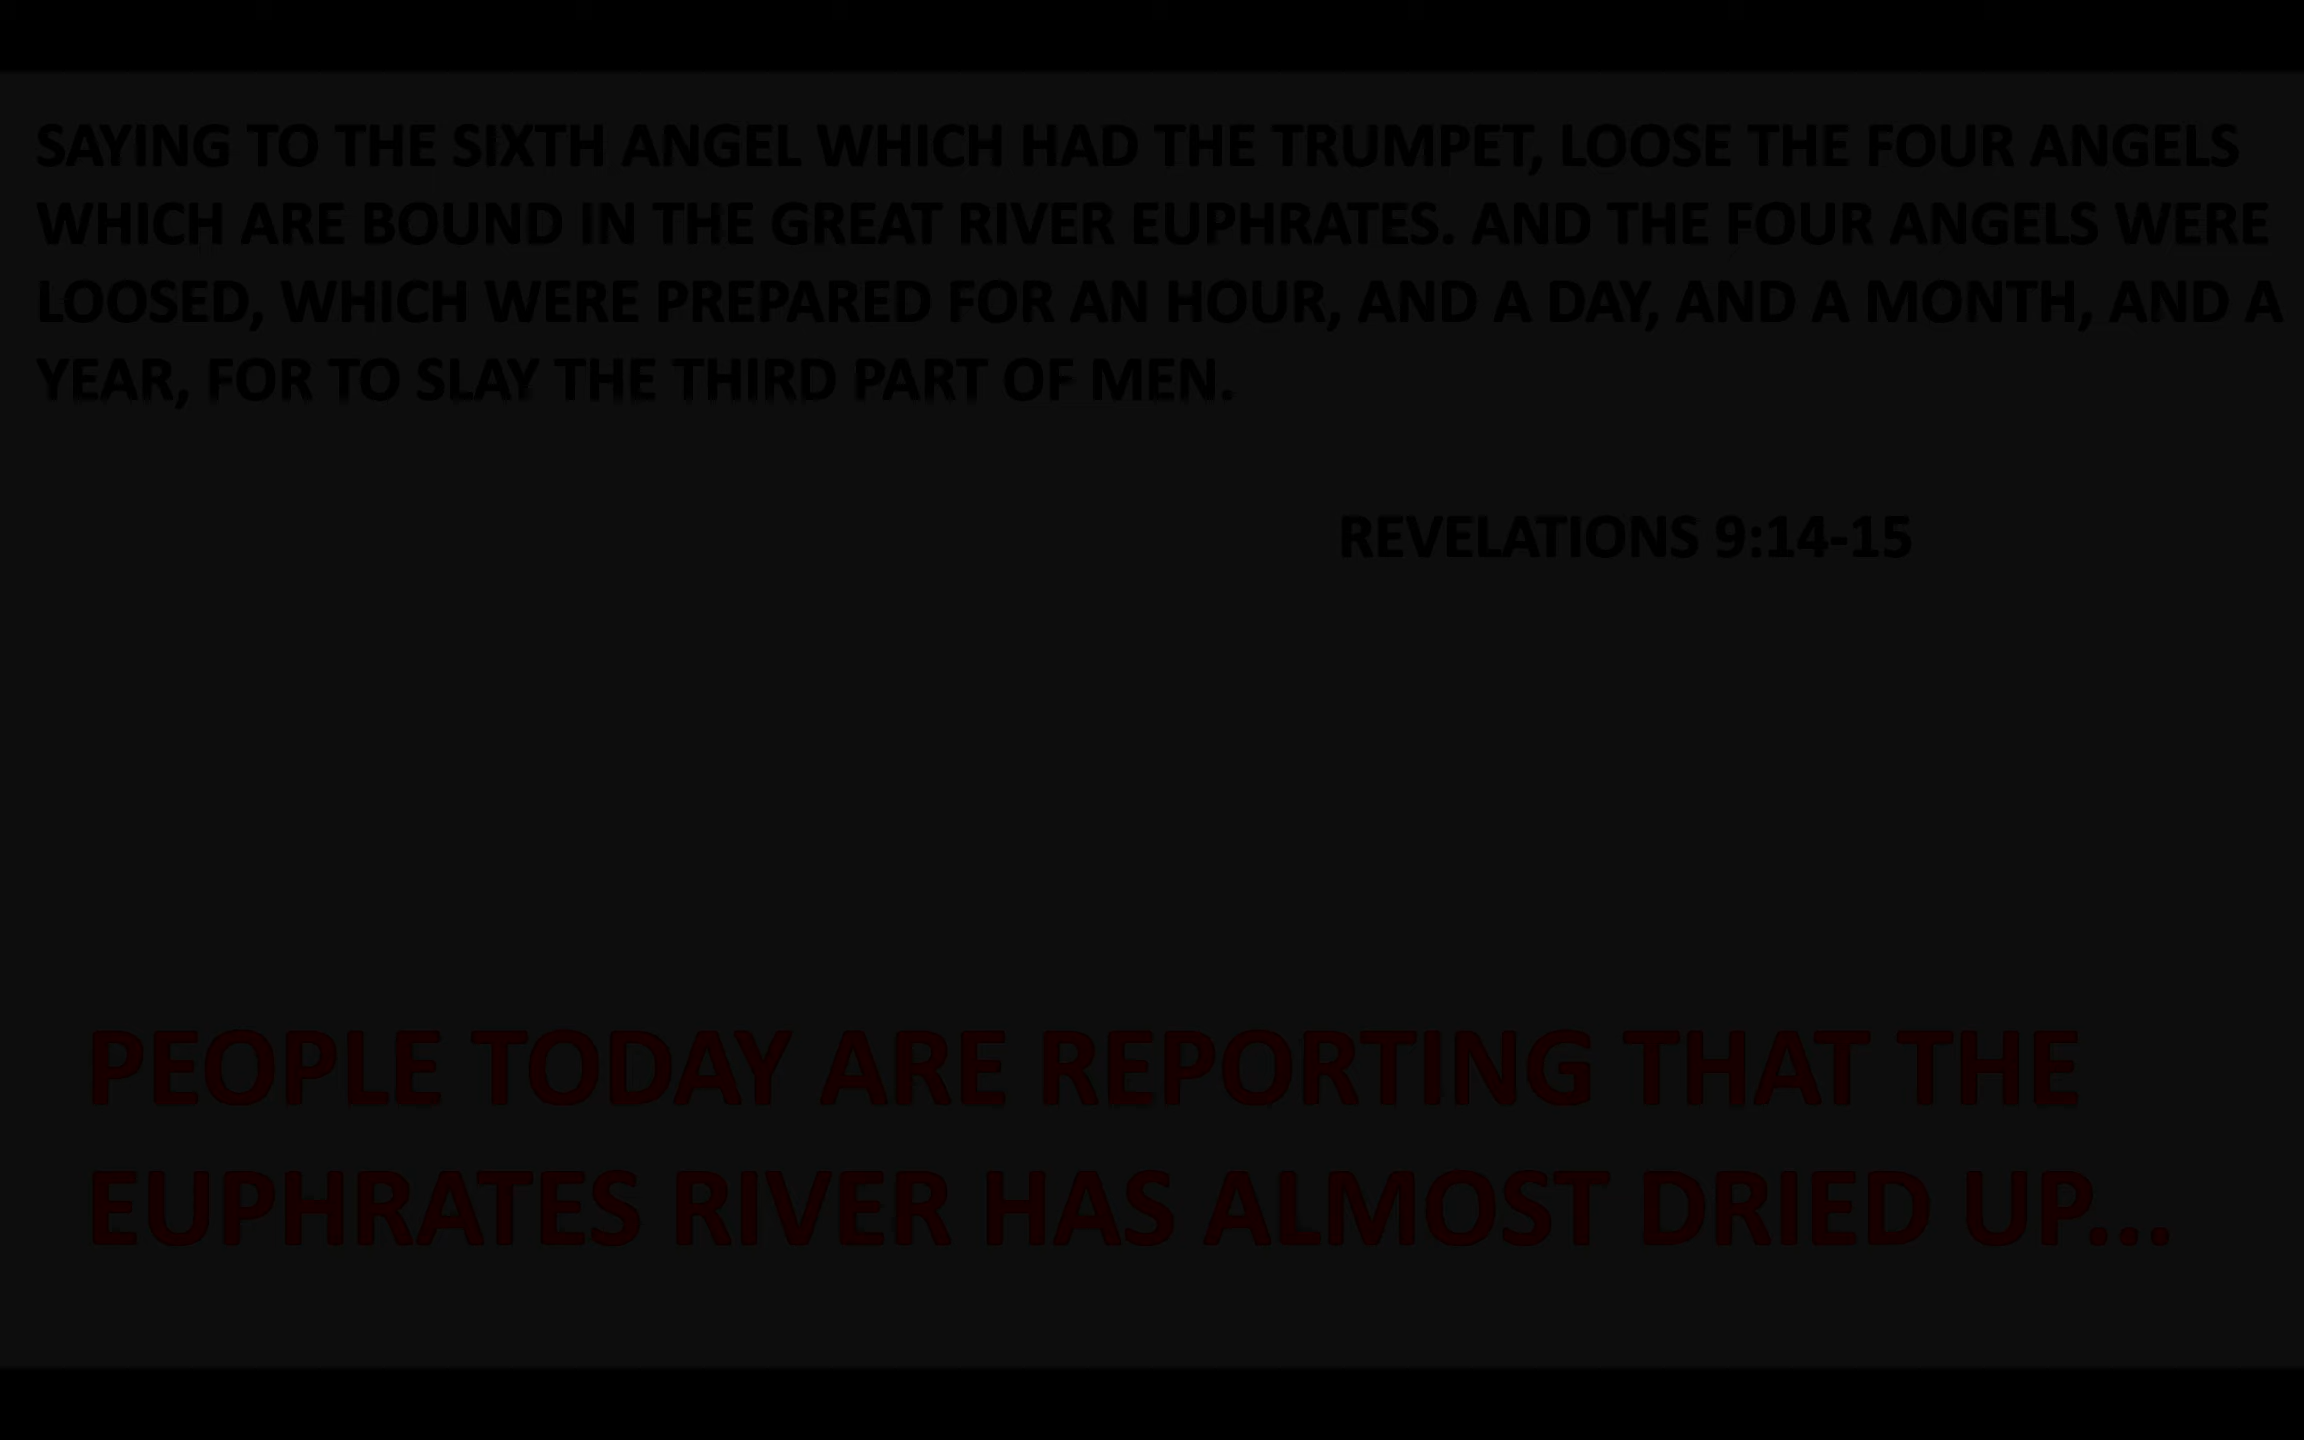 SAYING TO THE SIXTH ANGEL WHICH HAD THE TRUMPET, LOOSE THE FOUR ANGELS
WHICH ARE BOUND IN THE GREAT RIVER EUPHRATES. AND THE FOUR ANGELS WERE
LOOSED, WHICH WERE PREPARED FOR AN HOUR, AND A DAY, AND A MONTH, AND A
YEAR, FOR TO SLAY THE THIRD PART OF MEN.
REVELATIONS 9:14-15
PEOPLE TODAY ARE REPORTING THAT THE
EUPHRATES RIVER HAS ALMOST DRIED UP...